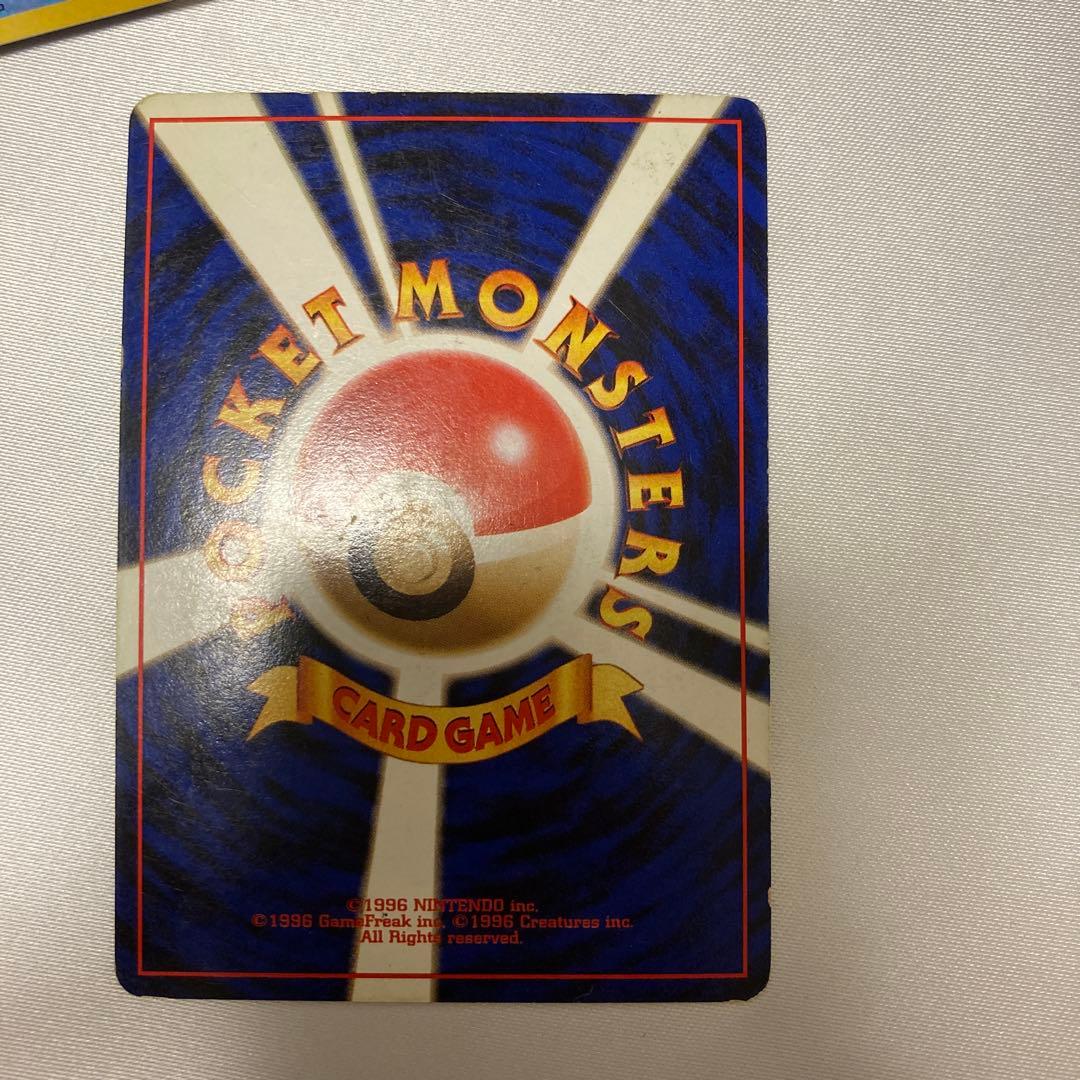 POCKET MONSTERS
CARD GAME
©1996 NINTENDO inc.
©1996 GameFreak inc. ©1996 Creatures inc.
All Rights reserved.